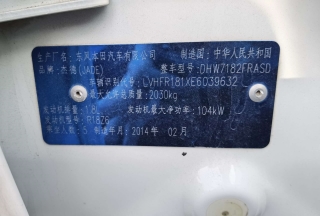 生产厂名：东风本田汽车有限公司 制造国：中华人民共和国
品牌：杰德(JADE) 整车型号：DHW7182FRASD
车辆识别代号：LVHFR181XE6039632
最大允许总质量：2030kg
发动机排量：1.8L 发动机最大净功率：104kW
发动机型号：R18Z6
乘坐人数：5 制造年月：2014年 02月